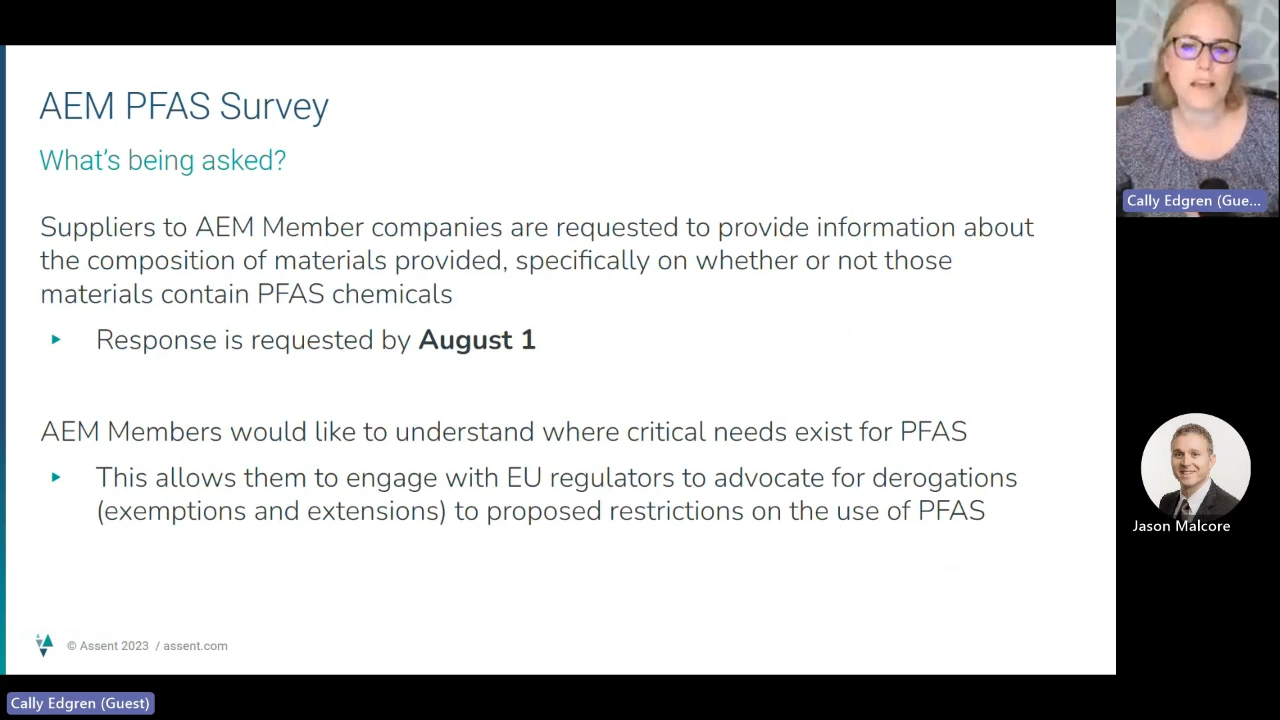 AEM PFAS Survey
What's being asked?
Suppliers to AEM Member companies are requested to provide information about
the composition of materials provided, specifically on whether or not those
materials contain PFAS chemicals
Response is requested by August 1
AEM Members would like to understand where critical needs exist for PFAS
This allows them to engage with EU regulators to advocate for derogations
(exemptions and extensions) to proposed restrictions on the use of PFAS
© Assent 2023 / assent.com
Cally Edgren (Guest)
Cally Edgren (Gue...
Jason Malcore